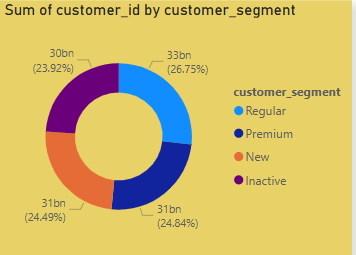 Sum of customer_id by customer_segment
30bn
(23.92%)
33bn
(26.75%)
customer_segment
Regular
Premium
New
Inactive
31bn
(24.49%)
31bn
(24.84%)